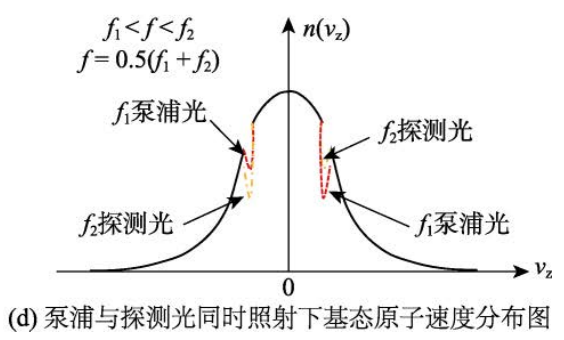 f₁<f<f₂
f=0.5(f₁+f₂)
n(v_z)
f₁泵浦光
f₂探测光
f₂探测光
f₁泵浦光
v_z
0
(d) 泵浦与探测光同时照射下基态原子速度分布图